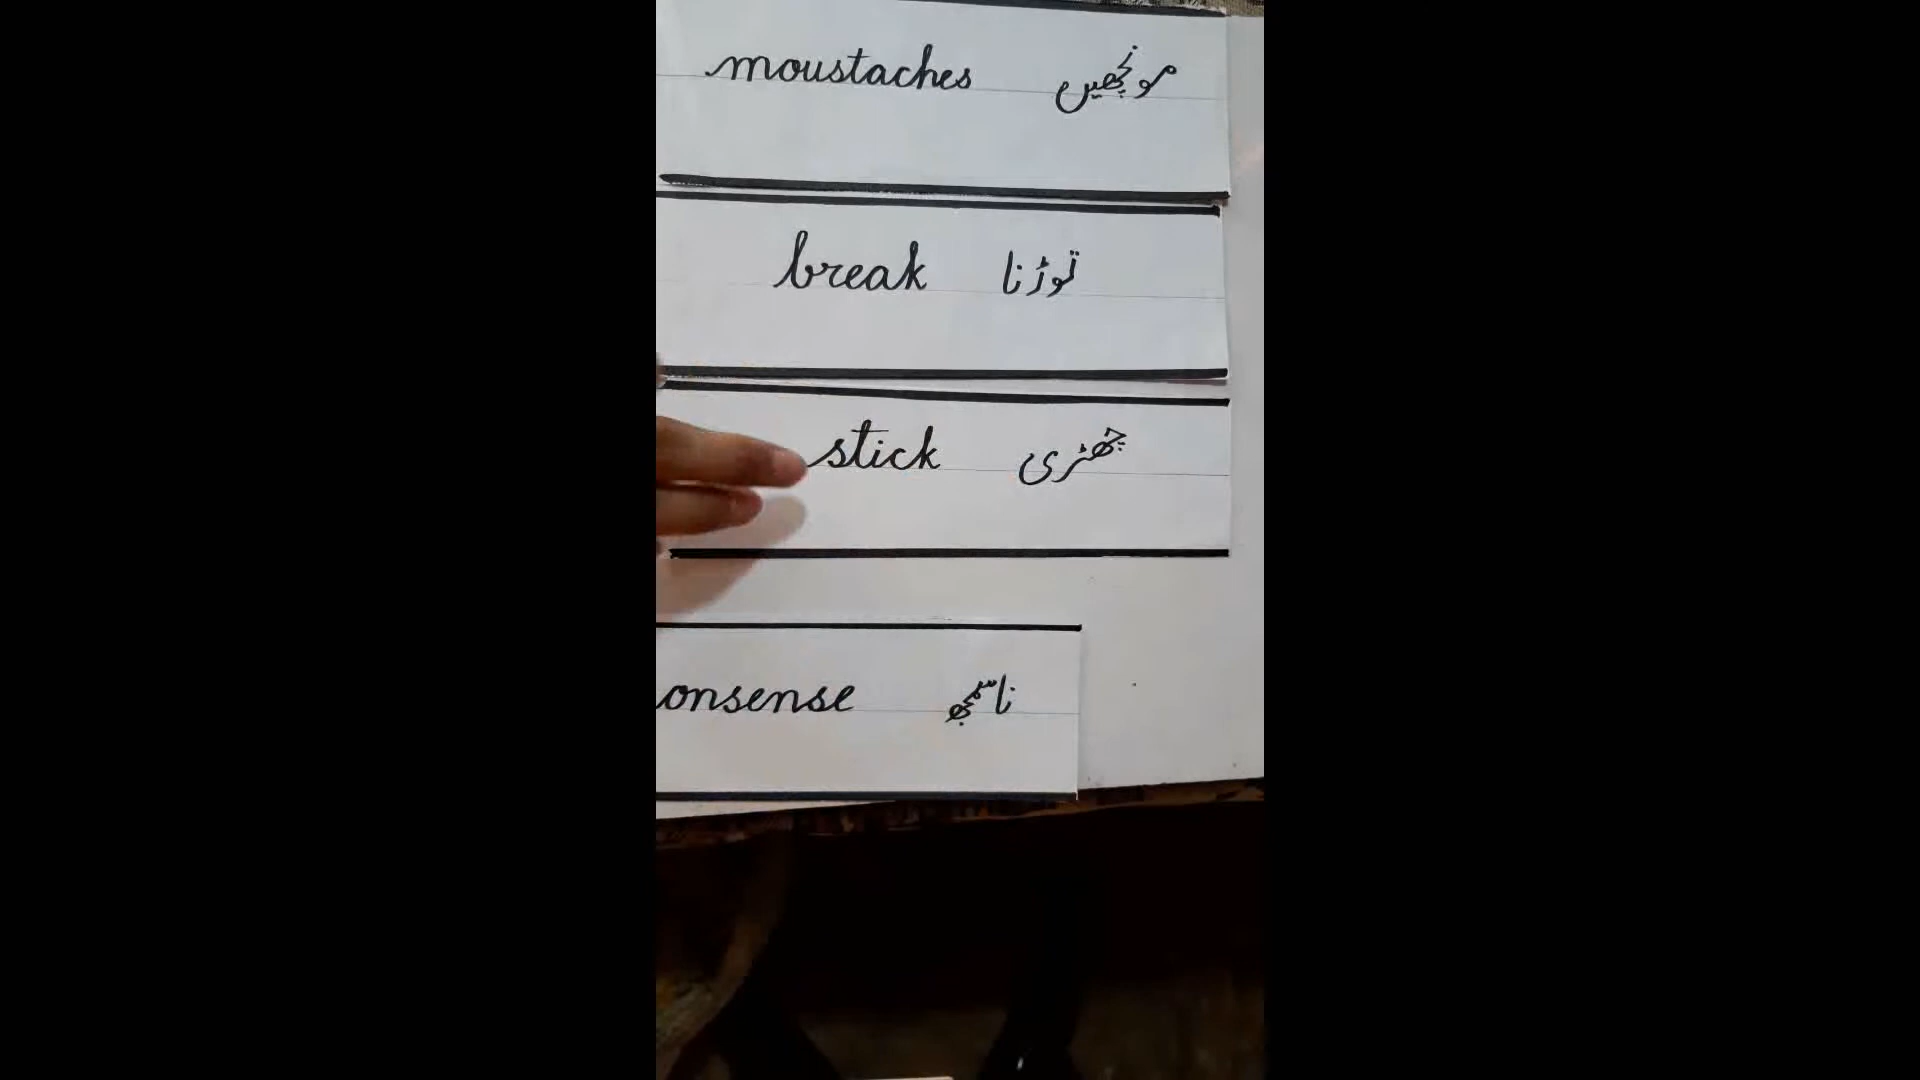 moustaches مونچھیں
break توڑنا
stick چھڑی
onsense ناسمجھ